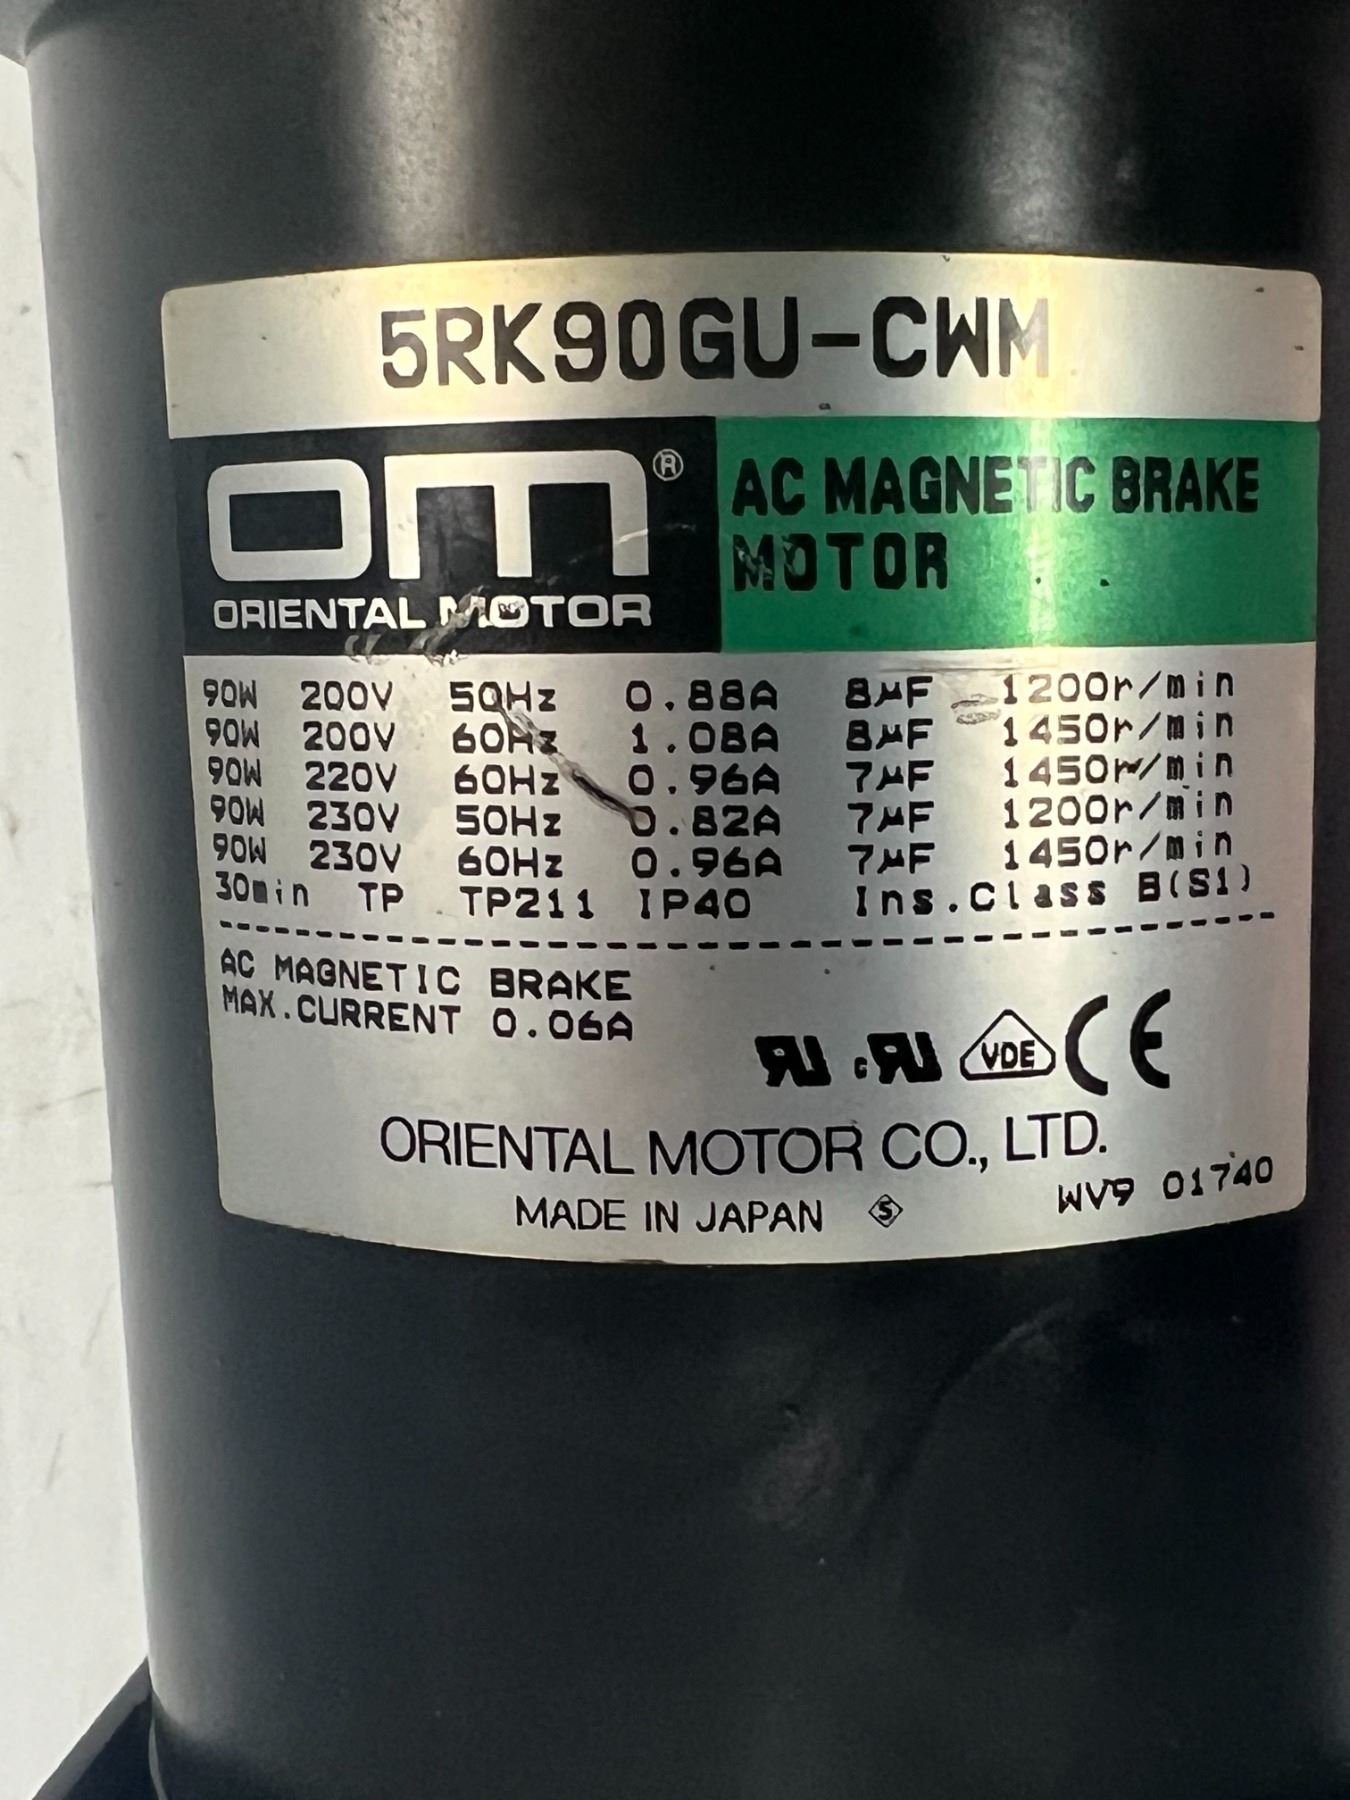 5RK90GU-CWM
OM®
ORIENTAL MOTOR
AC MAGNETIC BRAKE
MOTOR
90W 200V 50Hz 0.88A 8μF 1200r/min
90W 200V 60Hz 1.08A 8μF 1450r/min
90W 220V 60Hz 0.96A 7μF 1450r/min
90W 230V 50Hz 0.82A 7μF 1200r/min
90W 230V 60Hz 0.96A 7μF 1450r/min
30min TP TP211 IP40 Ins.Class B(S1)
AC MAGNETIC BRAKE
MAX.CURRENT 0.06A
RU cRU VDE CE
ORIENTAL MOTOR CO., LTD.
MADE IN JAPAN S
WV9 01740